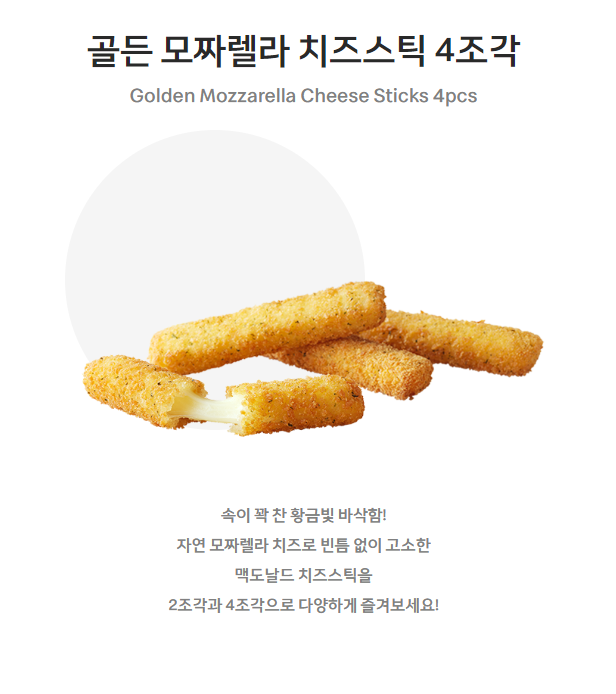 골든 모짜렐라 치즈스틱 4조각
Golden Mozzarella Cheese Sticks 4pcs
속이 꽉 찬 황금빛 바삭함!
자연 모짜렐라 치즈로 빈틈 없이 고소한
맥도날드 치즈스틱을
2조각과 4조각으로 다양하게 즐겨보세요!